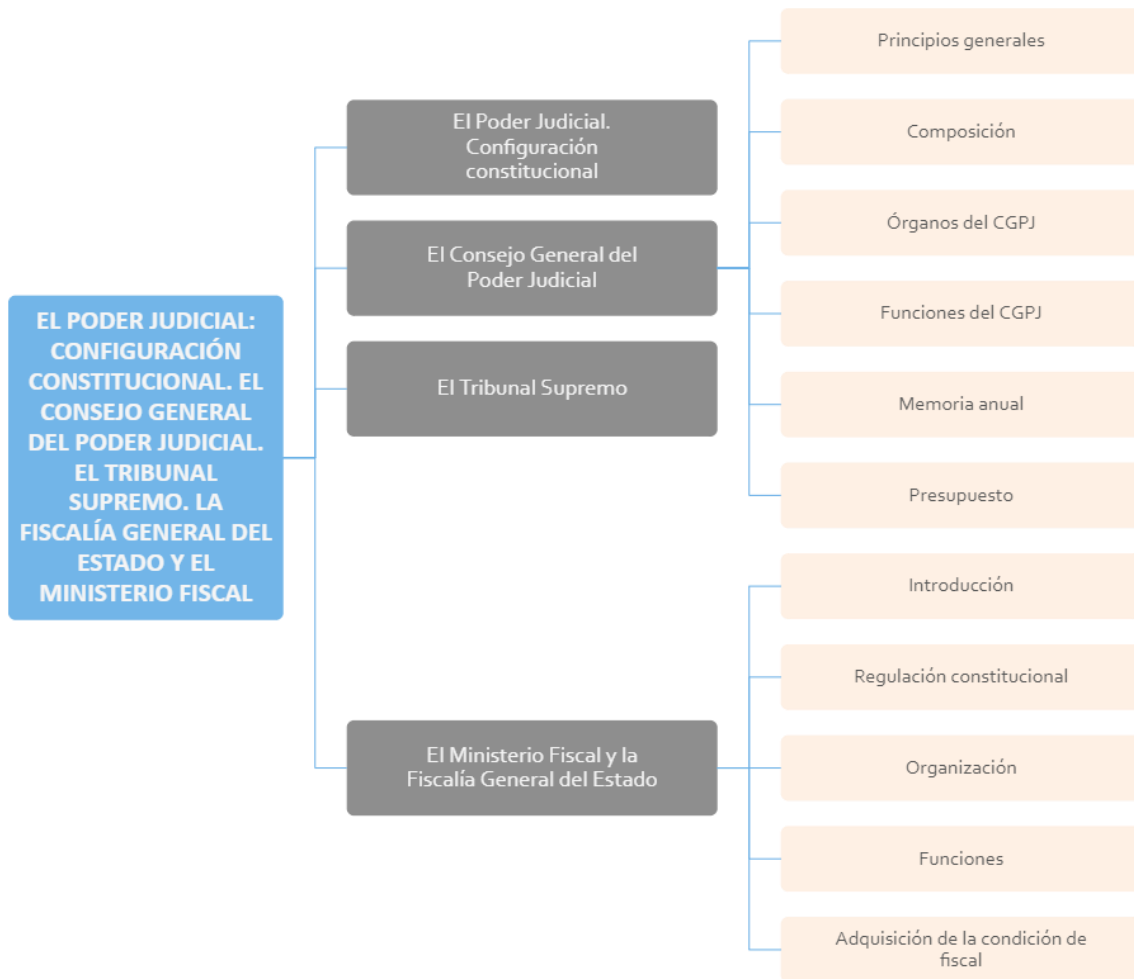 EL PODER JUDICIAL:
CONFIGURACIÓN
CONSTITUCIONAL. EL
CONSEJO GENERAL
DEL PODER JUDICIAL.
EL TRIBUNAL
SUPREMO. LA
FISCALÍA GENERAL DEL
ESTADO Y EL
MINISTERIO FISCAL
El Poder Judicial.
Configuración
constitucional
El Consejo General del
Poder Judicial
Principios generales
Composición
Órganos del CGPJ
Funciones del CGPJ
Memoria anual
Presupuesto
El Tribunal Supremo
El Ministerio Fiscal y la
Fiscalía General del Estado
Introducción
Regulación constitucional
Organización
Funciones
Adquisición de la condición de
fiscal